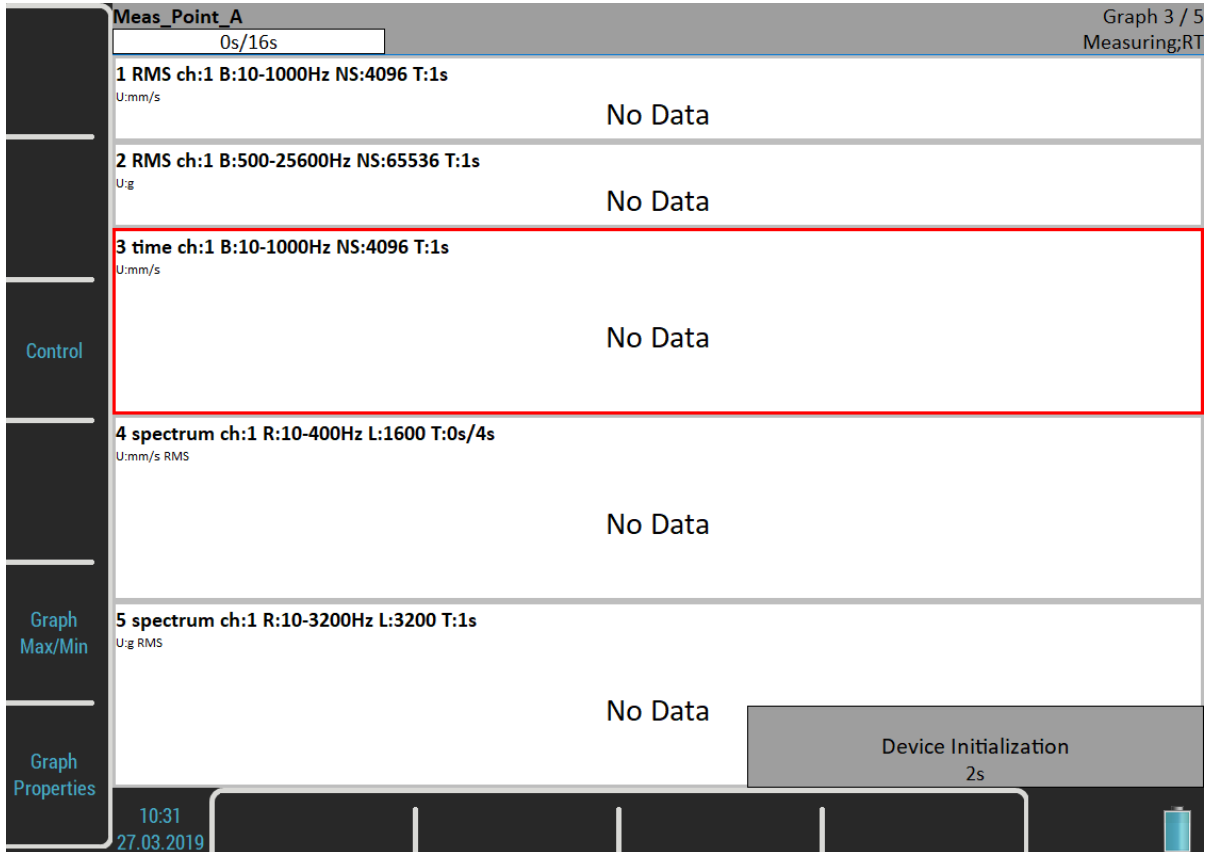 Meas_Point_A
Graph 3 / 5
0s/16s
Measuring;RT
1 RMS ch:1 B:10-1000Hz NS:4096 T:1s
U:mm/s
No Data
2 RMS ch:1 B:500-25600Hz NS:65536 T:1s
U:g
No Data
3 time ch:1 B:10-1000Hz NS:4096 T:1s
U:mm/s
No Data
Control
4 spectrum ch:1 R:10-400Hz L:1600 T:0s/4s
U:mm/s RMS
No Data
Graph
Max/Min
5 spectrum ch:1 R:10-3200Hz L:3200 T:1s
U:g RMS
No Data
Device Initialization
2s
Graph
Properties
10:31
27.03.2019